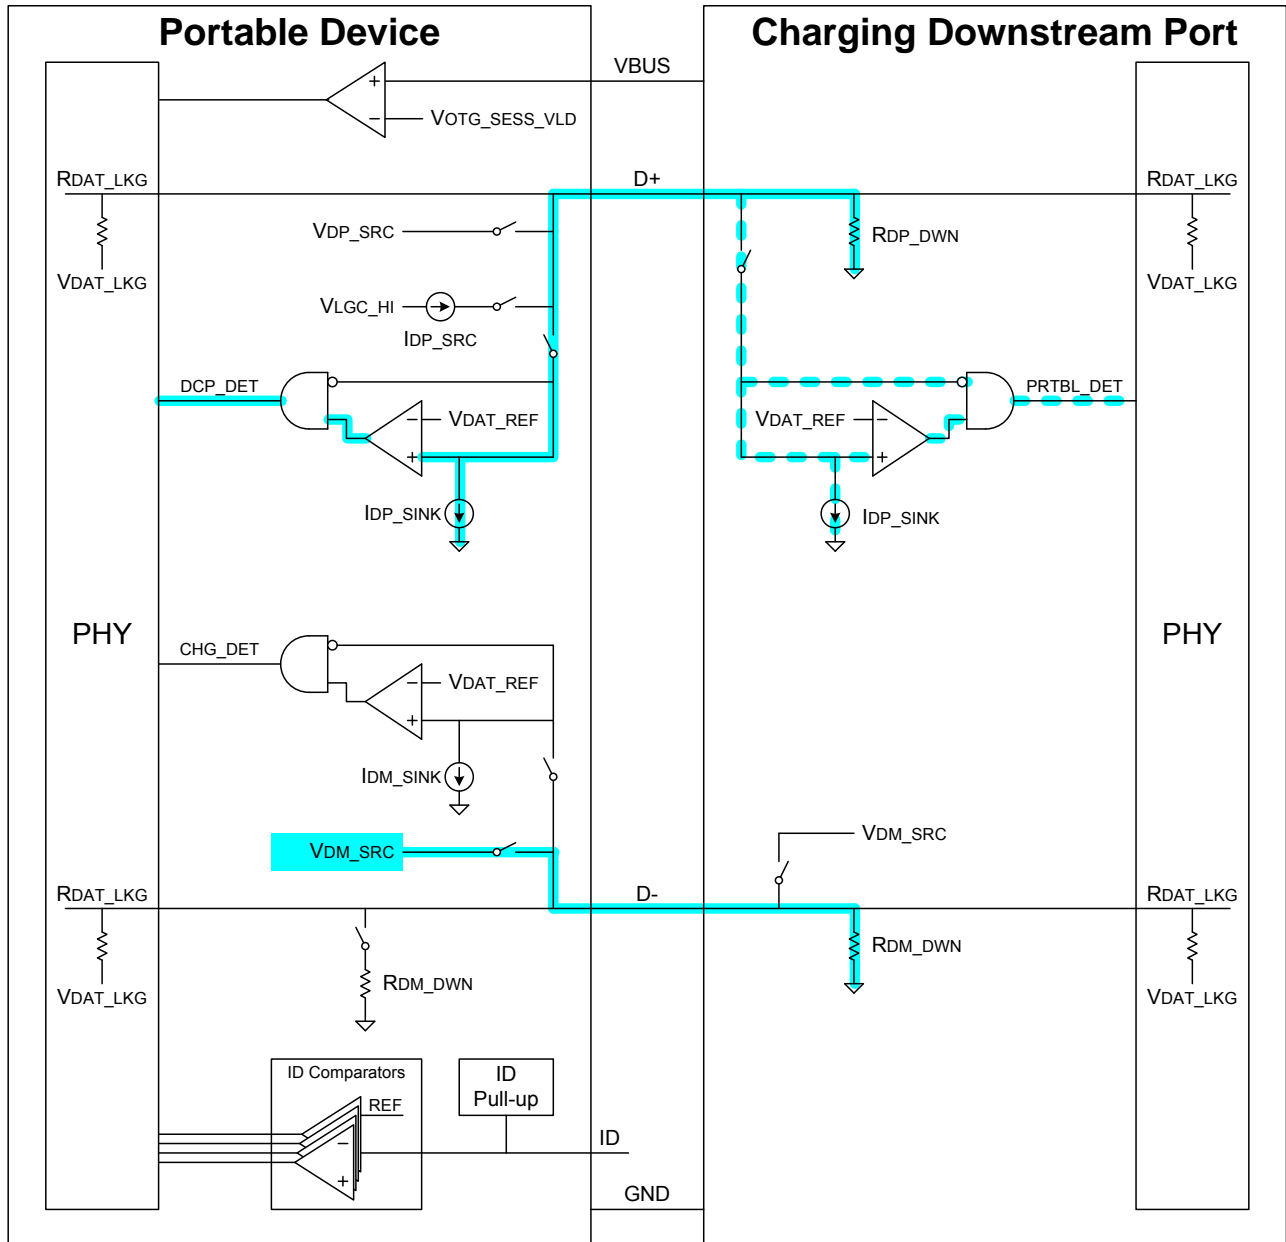 Portable Device
Charging Downstream Port
VBUS
+
−
VOTG_SESS_VLD
RDAT_LKG
D+
RDAT_LKG
VDP_SRC
RDP_DWN
VDAT_LKG
VDAT_LKG
VLGC_HI
IDP_SRC
DCP_DET
PRTBL_DET
−
VDAT_REF
VDAT_REF
−
+
+
IDP_SINK
IDP_SINK
PHY
PHY
CHG_DET
−
VDAT_REF
+
IDM_SINK
VDM_SRC
VDM_SRC
RDAT_LKG
D-
RDAT_LKG
RDM_DWN
RDM_DWN
VDAT_LKG
VDAT_LKG
ID Comparators
REF
−
+
ID
Pull-up
ID
GND